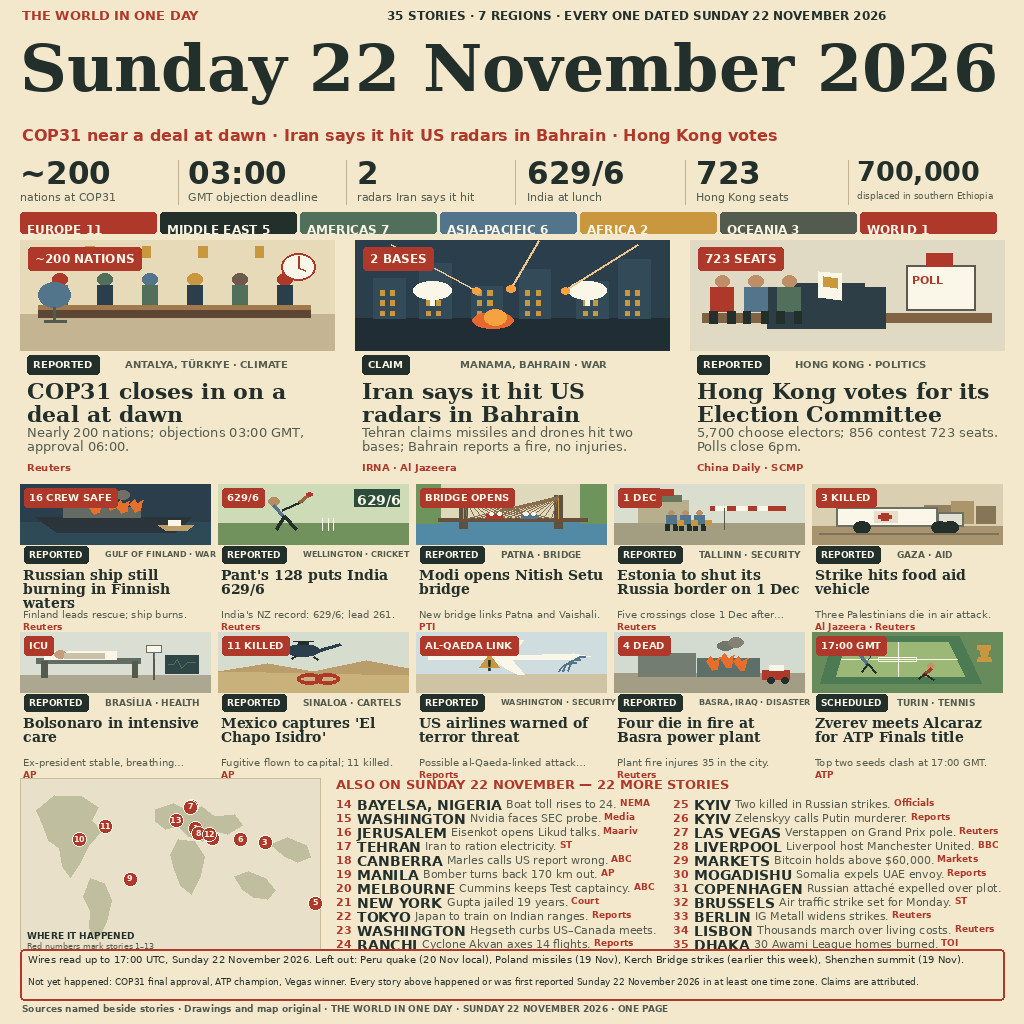 THE WORLD IN ONE DAY
35 STORIES · 7 REGIONS · EVERY ONE DATED SUNDAY 22 NOVEMBER 2026
Sunday 22 November 2026
COP31 near a deal at dawn · Iran says it hit US radars in Bahrain · Hong Kong votes
~200
nations at COP31
03:00
GMT objection deadline
2
radars Iran says it hit
629/6
India at lunch
723
Hong Kong seats
700,000
displaced in southern Ethiopia
EUROPE 11
MIDDLE EAST 5
AMERICAS 7
ASIA-PACIFIC 6
AFRICA 2
OCEANIA 3
WORLD 1
~200 NATIONS
REPORTED
ANTALYA, TÜRKIYE · CLIMATE
COP31 closes in on a
deal at dawn
Nearly 200 nations; objections 03:00 GMT,
approval 06:00.
Reuters
2 BASES
CLAIM
MANAMA, BAHRAIN · WAR
Iran says it hit US
radars in Bahrain
Tehran claims missiles and drones hit two
bases; Bahrain reports a fire, no injuries.
IRNA · Al Jazeera
723 SEATS
POLL
REPORTED
HONG KONG · POLITICS
Hong Kong votes for its
Election Committee
5,700 choose electors; 856 contest 723 seats.
Polls close 6pm.
China Daily · SCMP
16 CREW SAFE
REPORTED
GULF OF FINLAND · WAR
Russian ship still
burning in Finnish
waters
Finland leads rescue; ship burns.
Reuters
629/6
629/6
REPORTED
WELLINGTON · CRICKET
Pant's 128 puts India
629/6
India's NZ record: 629/6; lead 261.
Reuters
BRIDGE OPENS
REPORTED
PATNA · BRIDGE
Modi opens Nitish Setu
bridge
New bridge links Patna and Vaishali.
PTI
1 DEC
REPORTED
TALLINN · SECURITY
Estonia to shut its
Russia border on 1 Dec
Five crossings close 1 Dec after...
Reuters
3 KILLED
REPORTED
GAZA · AID
Strike hits food aid
vehicle
Three Palestinians die in air attack.
Al Jazeera · Reuters
ICU
REPORTED
BRASÍLIA · HEALTH
Bolsonaro in intensive
care
Ex-president stable, breathing...
AP
11 KILLED
REPORTED
SINALOA · CARTELS
Mexico captures 'El
Chapo Isidro'
Fugitive flown to capital; 11 killed.
AP
AL-QAEDA LINK
REPORTED
WASHINGTON · SECURITY
US airlines warned of
terror threat
Possible al-Qaeda-linked attack...
Reports
4 DEAD
REPORTED
BASRA, IRAQ · DISASTER
Four die in fire at
Basra power plant
Plant fire injures 35 in the city.
Reuters
17:00 GMT
SCHEDULED
TURIN · TENNIS
Zverev meets Alcaraz
for ATP Finals title
Top two seeds clash at 17:00 GMT.
ATP
7
13
8
12
11
10
6
3
9
5
WHERE IT HAPPENED
Red numbers mark stories 1–13
ALSO ON SUNDAY 22 NOVEMBER — 22 MORE STORIES
14 BAYELSA, NIGERIA Boat toll rises to 24. NEMA
15 WASHINGTON Nvidia faces SEC probe. Media
16 JERUSALEM Eisenkot opens Likud talks. Maariv
17 TEHRAN Iran to ration electricity. ST
18 CANBERRA Marles calls US report wrong. ABC
19 MANILA Bomber turns back 170 km out. AP
20 MELBOURNE Cummins keeps Test captaincy. ABC
21 NEW YORK Gupta jailed 19 years. Court
22 TOKYO Japan to train on Indian ranges. Reports
23 WASHINGTON Hegseth curbs US–Canada meets.
24 RANCHI Cyclone Akvan axes 14 flights. Reports
25 KYIV Two killed in Russian strikes. Officials
26 KYIV Zelenskyy calls Putin murderer. Reports
27 LAS VEGAS Verstappen on Grand Prix pole. Reuters
28 LIVERPOOL Liverpool host Manchester United. BBC
29 MARKETS Bitcoin holds above $60,000. Markets
30 MOGADISHU Somalia expels UAE envoy. Reports
31 COPENHAGEN Russian attaché expelled over plot.
32 BRUSSELS Air traffic strike set for Monday. ST
33 BERLIN IG Metall widens strikes. Reuters
34 LISBON Thousands march over living costs. Reuters
35 DHAKA 30 Awami League homes burned. TOI
Wires read up to 17:00 UTC, Sunday 22 November 2026. Left out: Peru quake (20 Nov local), Poland missiles (19 Nov), Kerch Bridge strikes (earlier this week), Shenzhen summit (19 Nov).
Not yet happened: COP31 final approval, ATP champion, Vegas winner. Every story above happened or was first reported Sunday 22 November 2026 in at least one time zone. Claims are attributed.
Sources named beside stories · Drawings and map original · THE WORLD IN ONE DAY · SUNDAY 22 NOVEMBER 2026 · ONE PAGE